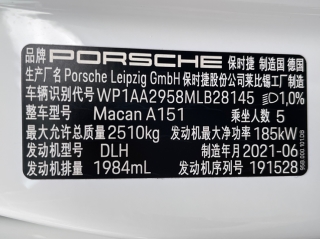 品牌 PORSCHE 保时捷 制造国 德国
生产厂名 Porsche Leipzig GmbH 保时捷股份公司莱比锡工厂制造
车辆识别代号 WP1AA2958MLB28145 1,0%
整车型号 Macan A151 乘坐人数 5
最大允许总质量 2510kg 发动机最大净功率 185kW
发动机型号 DLH 制造年月 2021-06
发动机排量 1984mL 发动机序列号 191528